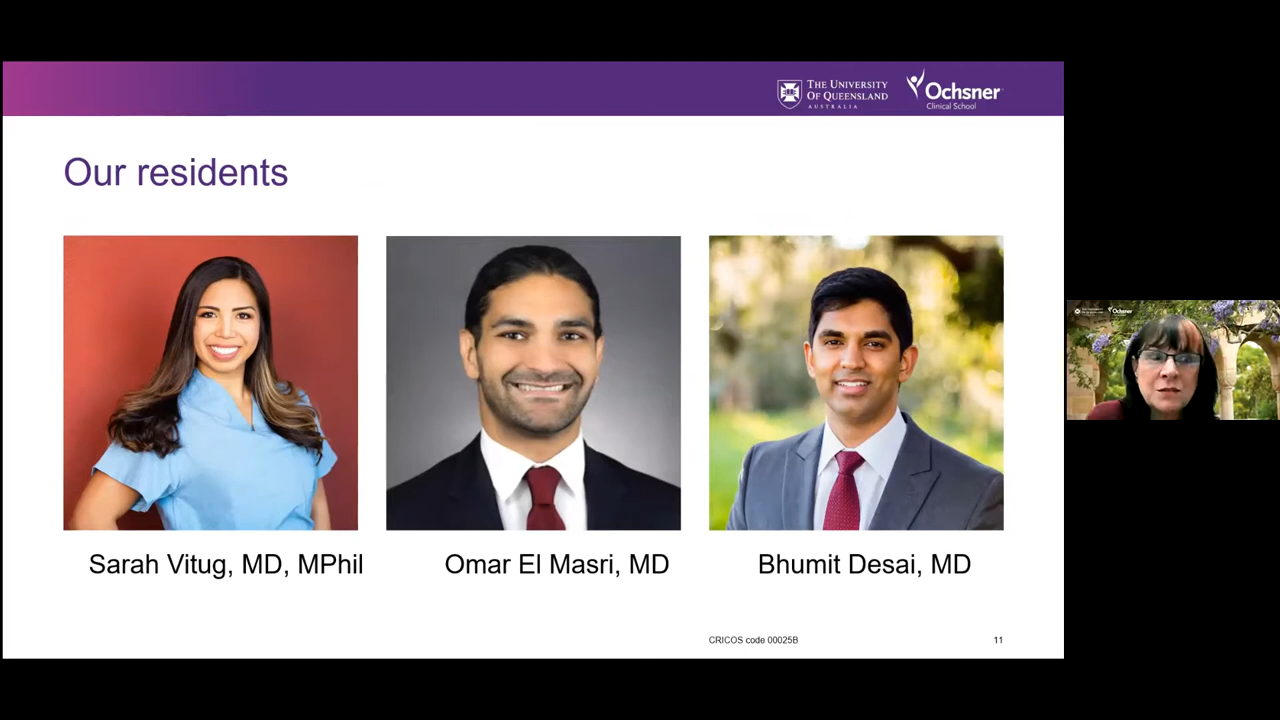 THE UNIVERSITY
OF QUEENSLAND
AUSTRALIA
Ochsner
Clinical School
Our residents
Sarah Vitug, MD, MPhil
Omar El Masri, MD
Bhumit Desai, MD
CRICOS code 00025B
11
Ochsner